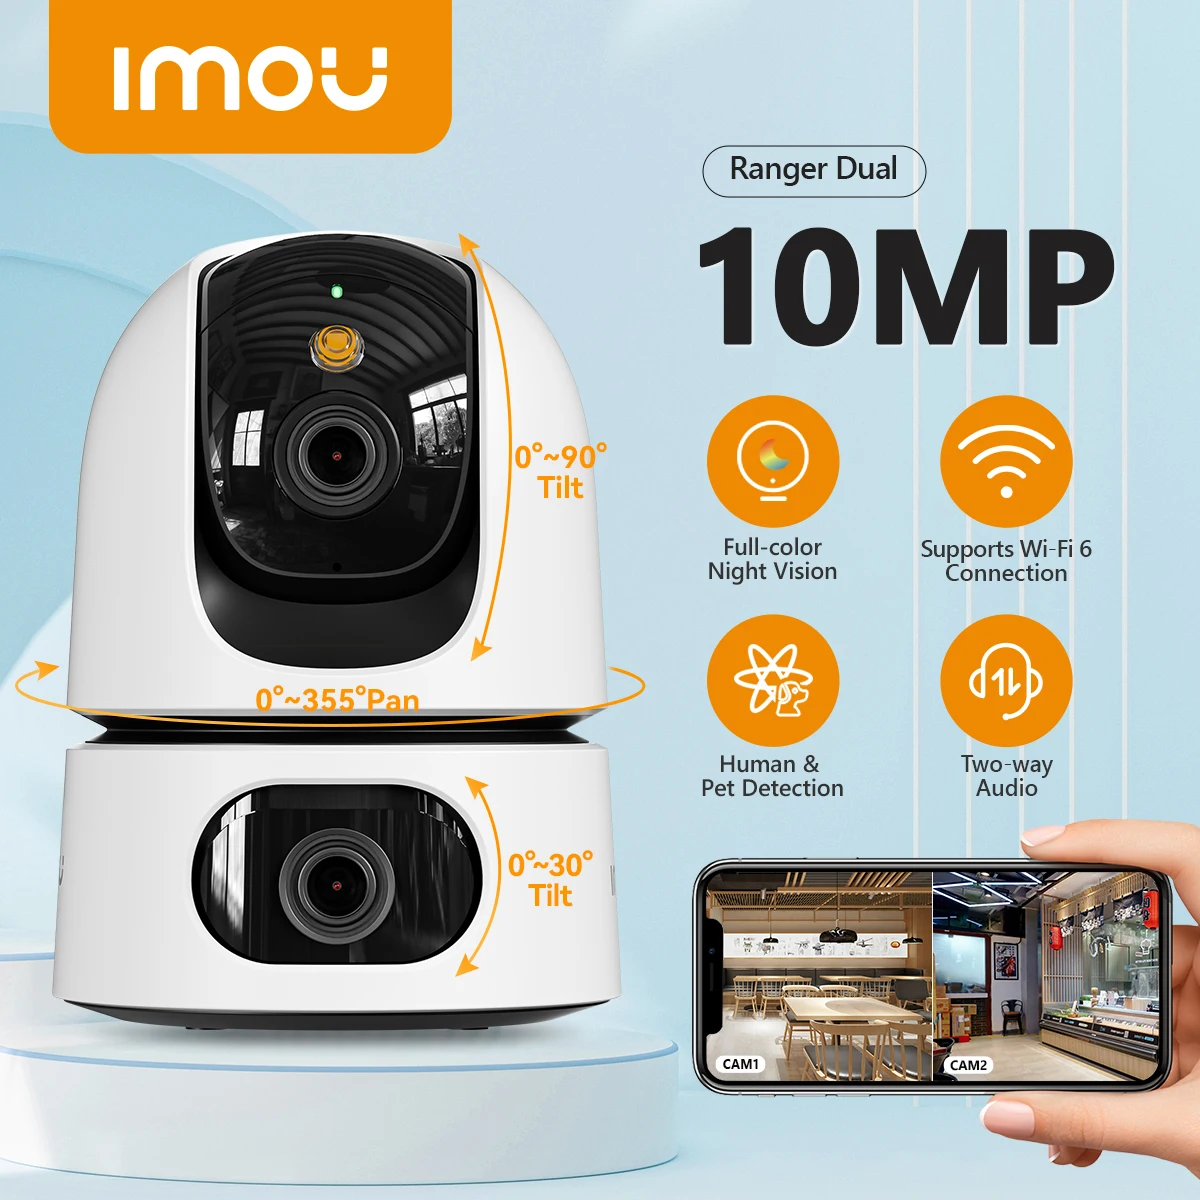 imou
Ranger Dual
10MP
0°~90°
Tilt
Full-color
Night Vision
Supports Wi-Fi 6
Connection
0°~355°Pan
Human &
Pet Detection
Two-way
Audio
0°~30°
Tilt
CAM1
CAM2